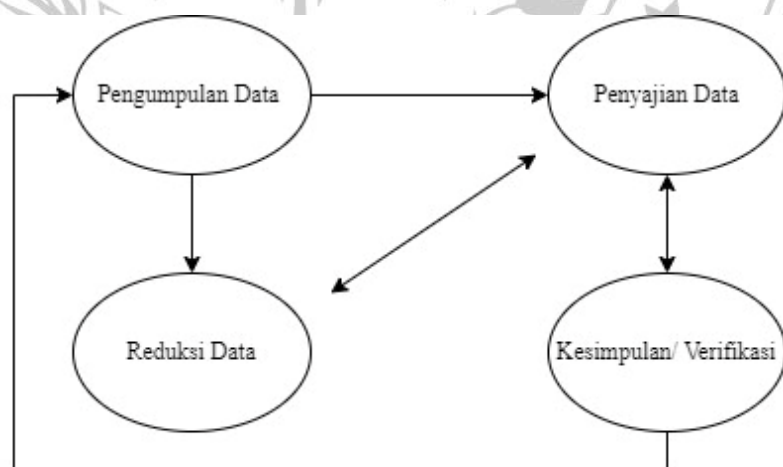 Pengumpulan Data
Penyajian Data
Reduksi Data
Kesimpulan/ Verifikasi